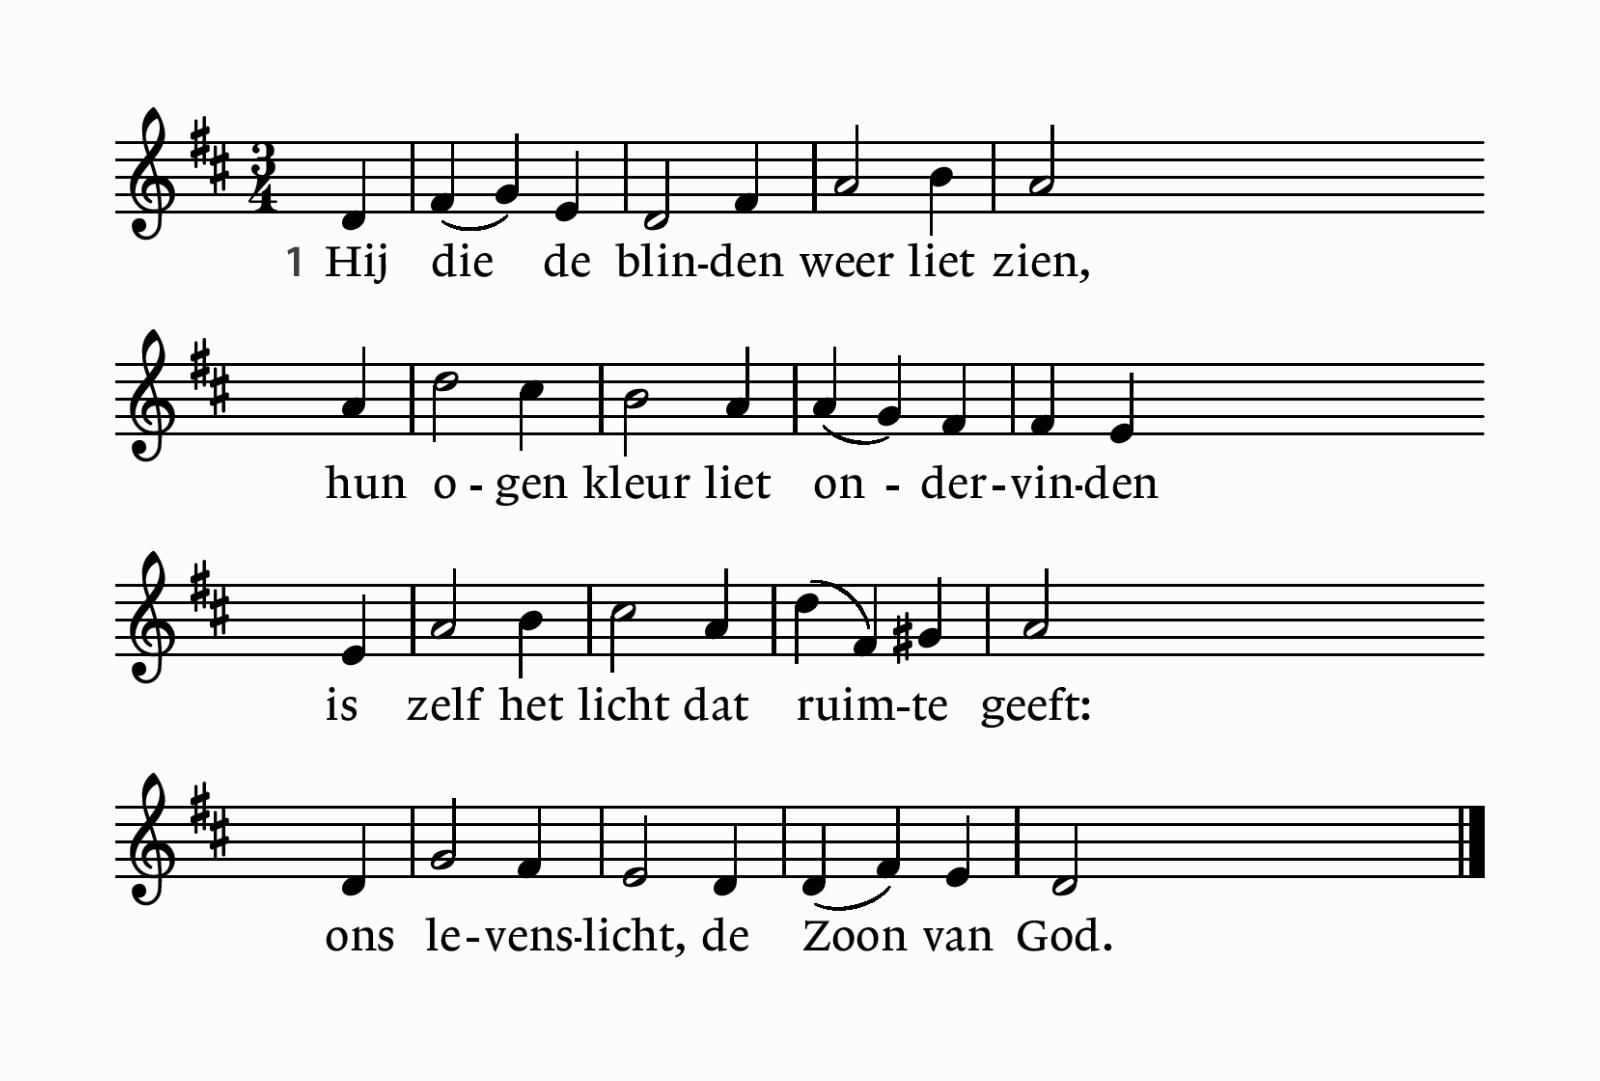 3
4
1 Hij die de blin-den weer liet zien,
hun o - gen kleur liet on - der-vin-den
is zelf het licht dat ruim-te geeft:
ons le-vens-licht, de Zoon van God.